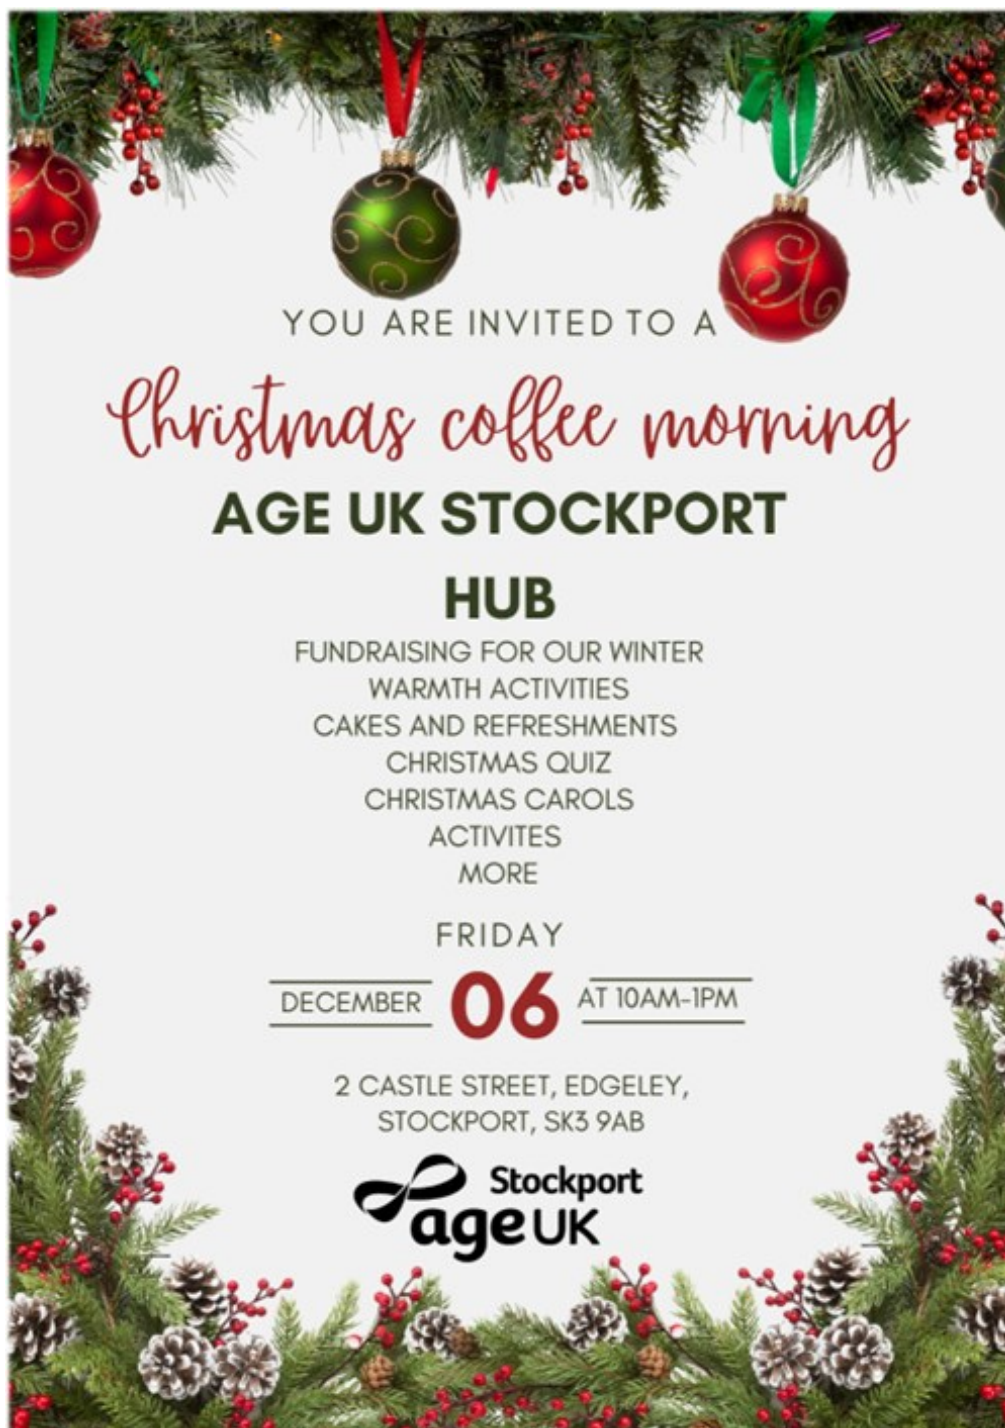 YOU ARE INVITED TO A
Christmas coffee morning
AGE UK STOCKPORT
HUB
FUNDRAISING FOR OUR WINTER
WARMTH ACTIVITIES
CAKES AND REFRESHMENTS
CHRISTMAS QUIZ
CHRISTMAS CAROLS
ACTIVITES
MORE
FRIDAY
DECEMBER 06 AT 10AM-1PM
2 CASTLE STREET, EDGELEY,
STOCKPORT, SK3 9AB
Stockport
age UK